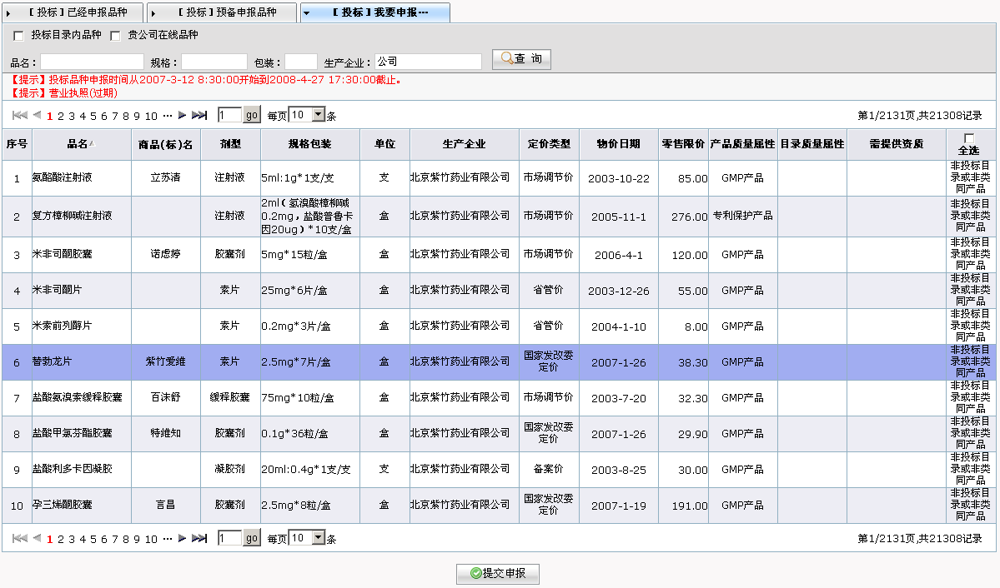 【投标】已经申报品种 【投标】预备申报品种 【投标】我要申报…
投标目录内品种 贵公司在线品种
品名： 规格： 包装： 生产企业： 公司 查 询
【提示】投标品种申报时间从2007-3-12 8:30:00开始到2008-4-27 17:30:00截止。
【提示】营业执照(过期)
1 2 3 4 5 6 7 8 9 10 … 1 go 每页 10 条 第1/2131页,共21308记录
序号 品名 商品(标)名 剂型 规格包装 单位 生产企业 定价类型 物价日期 零售限价 产品质量属性 目录质量属性 需提供资质 全选
1 氨酪酸注射液 立苏清 注射液 5ml:1g*1支/支 支 北京紫竹药业有限公司 市场调节价 2003-10-22 85.00 GMP产品 非投标目录或非类同产品
2 复方樟柳碱注射液 注射液 2ml（氢溴酸樟柳碱0.2mg，盐酸普鲁卡因20ug）*10支/盒 盒 北京紫竹药业有限公司 市场调节价 2005-11-1 276.00 专利保护产品 非投标目录或非类同产品
3 米非司酮胶囊 诺虑婷 胶囊剂 5mg*15粒/盒 盒 北京紫竹药业有限公司 市场调节价 2006-4-1 120.00 GMP产品 非投标目录或非类同产品
4 米非司酮片 素片 25mg*6片/盒 盒 北京紫竹药业有限公司 省管价 2003-12-26 55.00 GMP产品 非投标目录或非类同产品
5 米索前列醇片 素片 0.2mg*3片/盒 盒 北京紫竹药业有限公司 省管价 2004-1-10 8.00 GMP产品 非投标目录或非类同产品
6 替勃龙片 紫竹爱维 素片 2.5mg*7片/盒 盒 北京紫竹药业有限公司 国家发改委定价 2007-1-26 38.30 GMP产品 非投标目录或非类同产品
7 盐酸氨溴索缓释胶囊 百沫舒 缓释胶囊 75mg*10粒/盒 盒 北京紫竹药业有限公司 市场调节价 2003-7-20 32.30 GMP产品 非投标目录或非类同产品
8 盐酸甲氯芬酯胶囊 特维知 胶囊剂 0.1g*36粒/盒 盒 北京紫竹药业有限公司 国家发改委定价 2007-1-26 29.90 GMP产品 非投标目录或非类同产品
9 盐酸利多卡因凝胶 凝胶剂 20ml:0.4g*1支/支 支 北京紫竹药业有限公司 备案价 2003-8-25 30.00 GMP产品 非投标目录或非类同产品
10 孕三烯酮胶囊 言昌 胶囊剂 2.5mg*8粒/盒 盒 北京紫竹药业有限公司 国家发改委定价 2007-1-19 191.00 GMP产品 非投标目录或非类同产品
1 2 3 4 5 6 7 8 9 10 … 1 go 每页 10 条 第1/2131页,共21308记录
提交申报